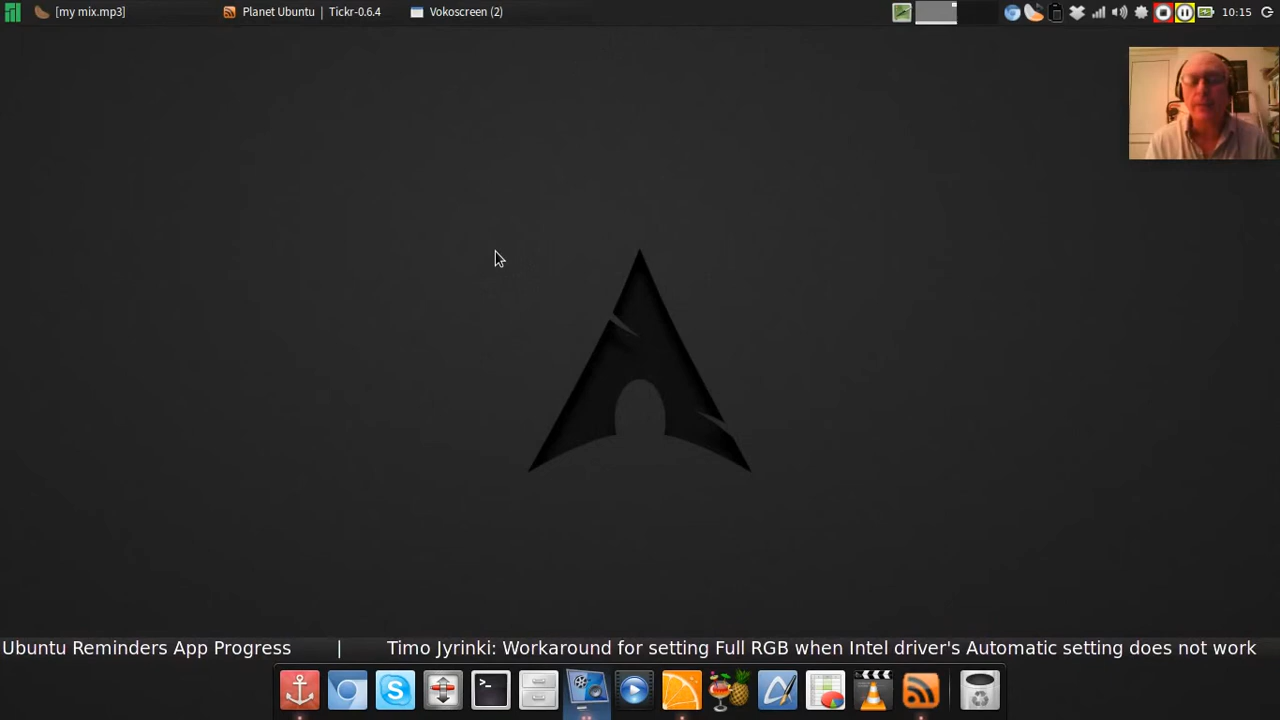 [my mix.mp3]
Planet Ubuntu | Tickr-0.6.4
Vokoscreen (2)
10:15
Ubuntu Reminders App Progress | Timo Jyrinki: Workaround for setting Full RGB when Intel driver's Automatic setting does not work